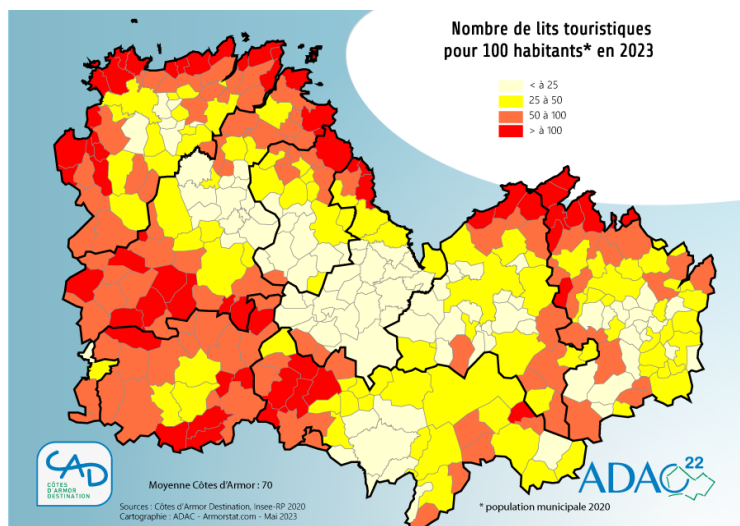 Nombre de lits touristiques
pour 100 habitants* en 2023
< à 25
25 à 50
50 à 100
> à 100
CAD
CÔTES
D'ARMOR
DESTINATION
Moyenne Côtes d'Armor : 70
Sources : Côtes d'Armor Destination, Insee-RP 2020
Cartographie : ADAC - Armorstat.com - Mai 2023
ADAC 22
* population municipale 2020